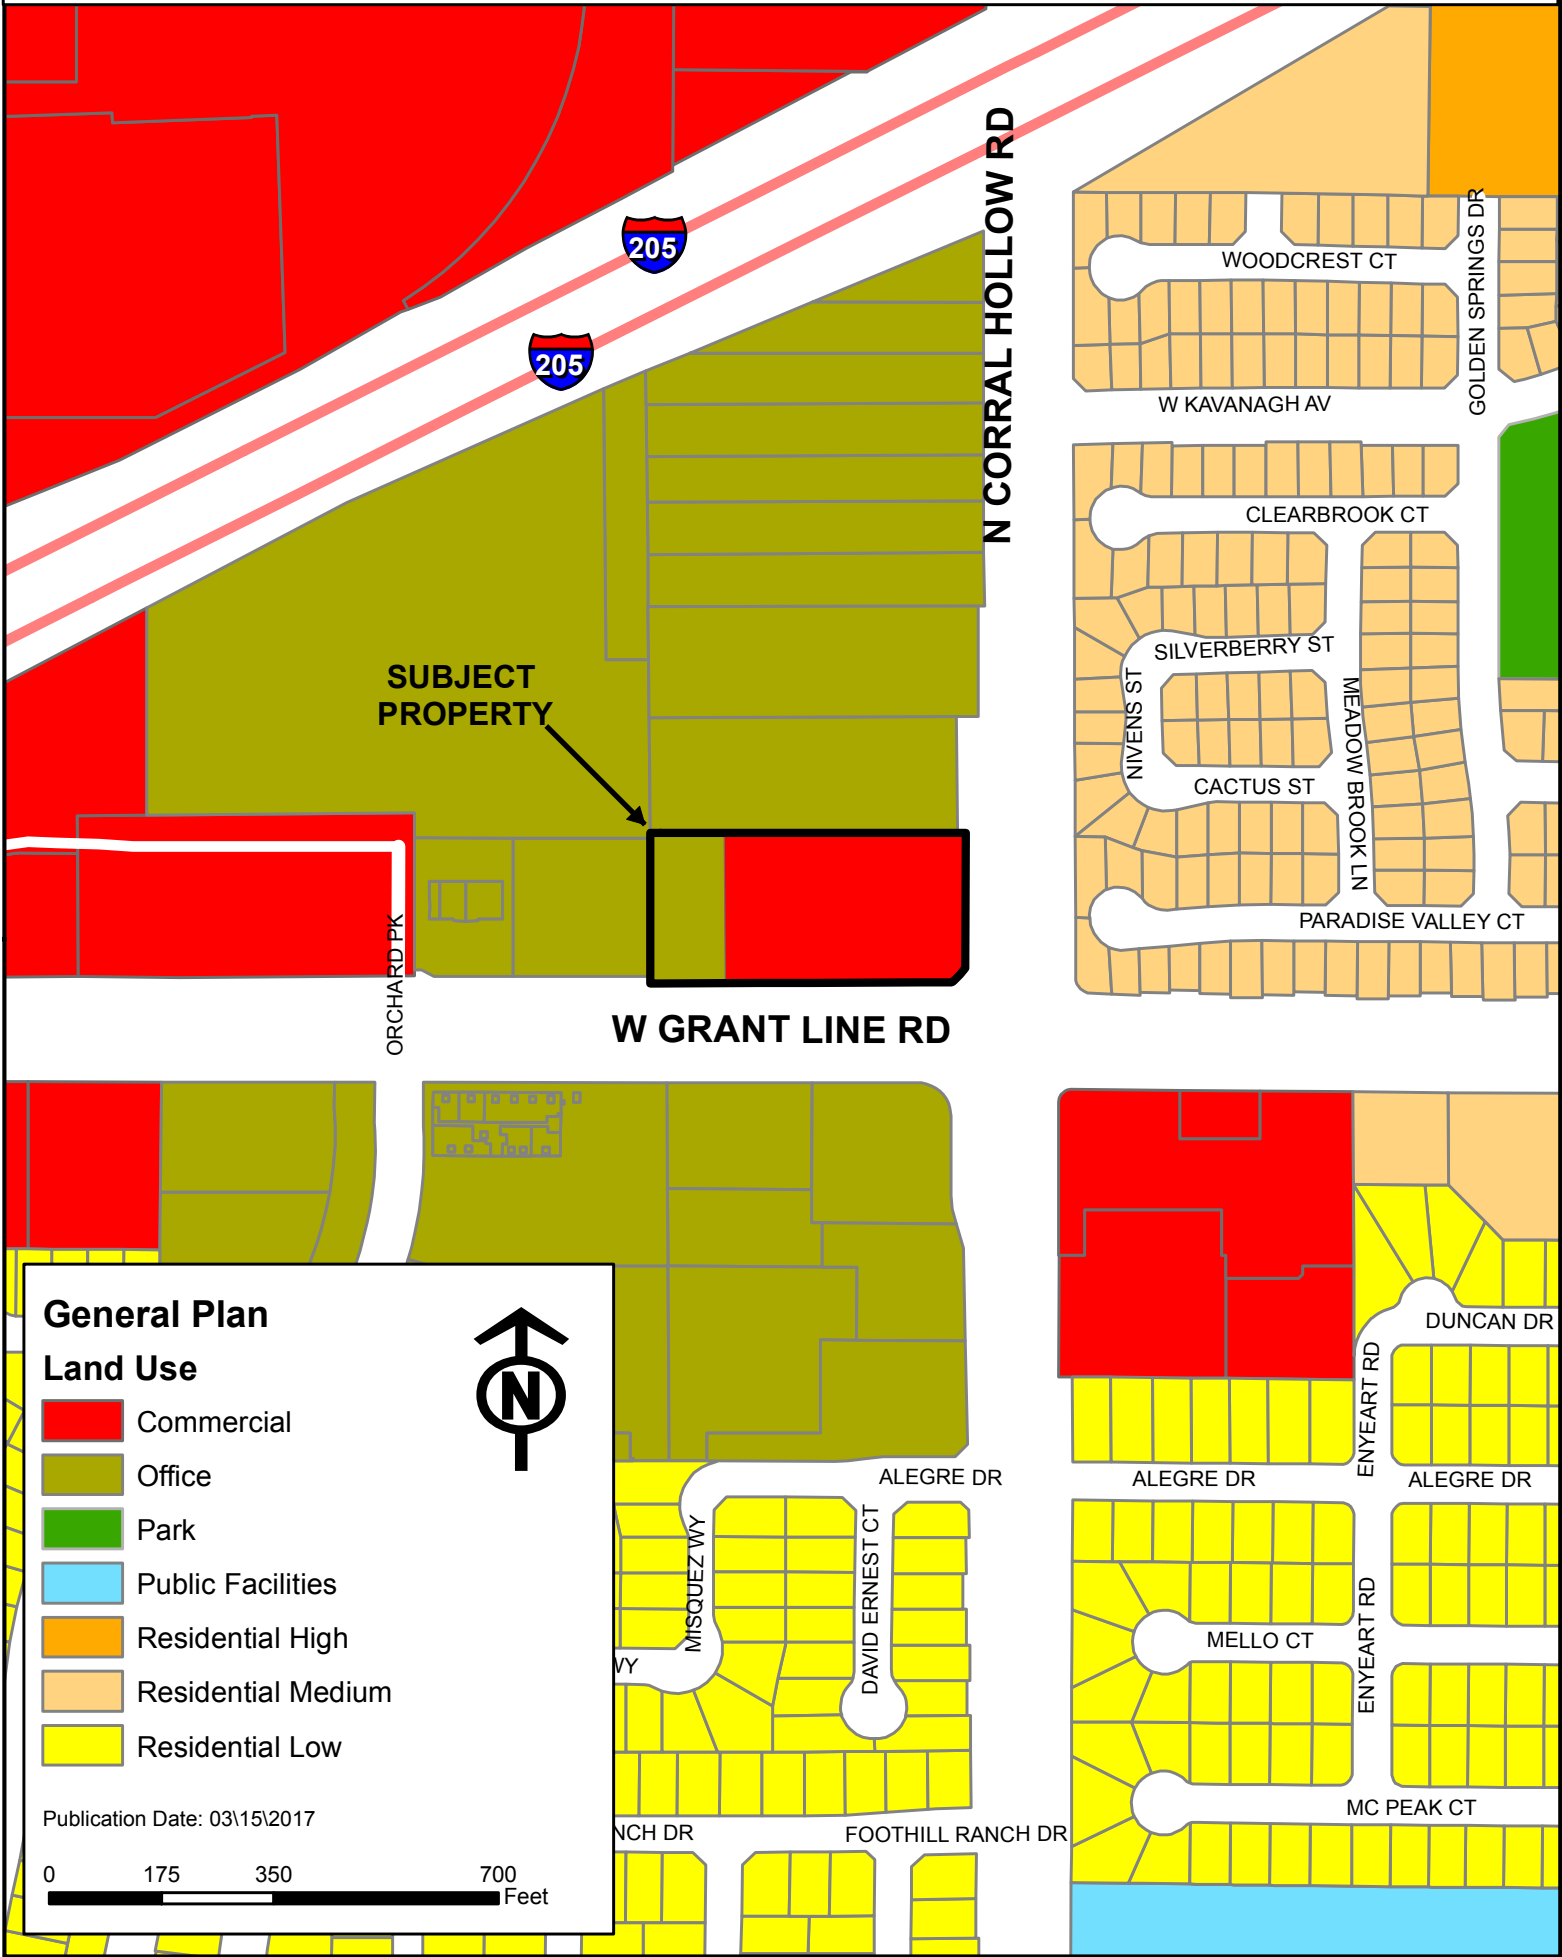 N CORRAL HOLLOW RD
205
205
WOODCREST CT
GOLDEN SPRINGS DR
W KAVANAGH AV
CLEARBROOK CT
SILVERBERRY ST
NIVENS ST
MEADOW BROOK LN
CACTUS ST
PARADISE VALLEY CT
SUBJECT
PROPERTY
ORCHARD PK
W GRANT LINE RD
DUNCAN DR
ENYEART RD
ALEGRE DR
ALEGRE DR
ALEGRE DR
MISQUEZ WY
DAVID ERNEST CT
WY
ENYEART RD
MELLO CT
MC PEAK CT
NCH DR
FOOTHILL RANCH DR
General Plan
Land Use
N
Commercial
Office
Park
Public Facilities
Residential High
Residential Medium
Residential Low
Publication Date: 03\15\2017
0 175 350 700
Feet